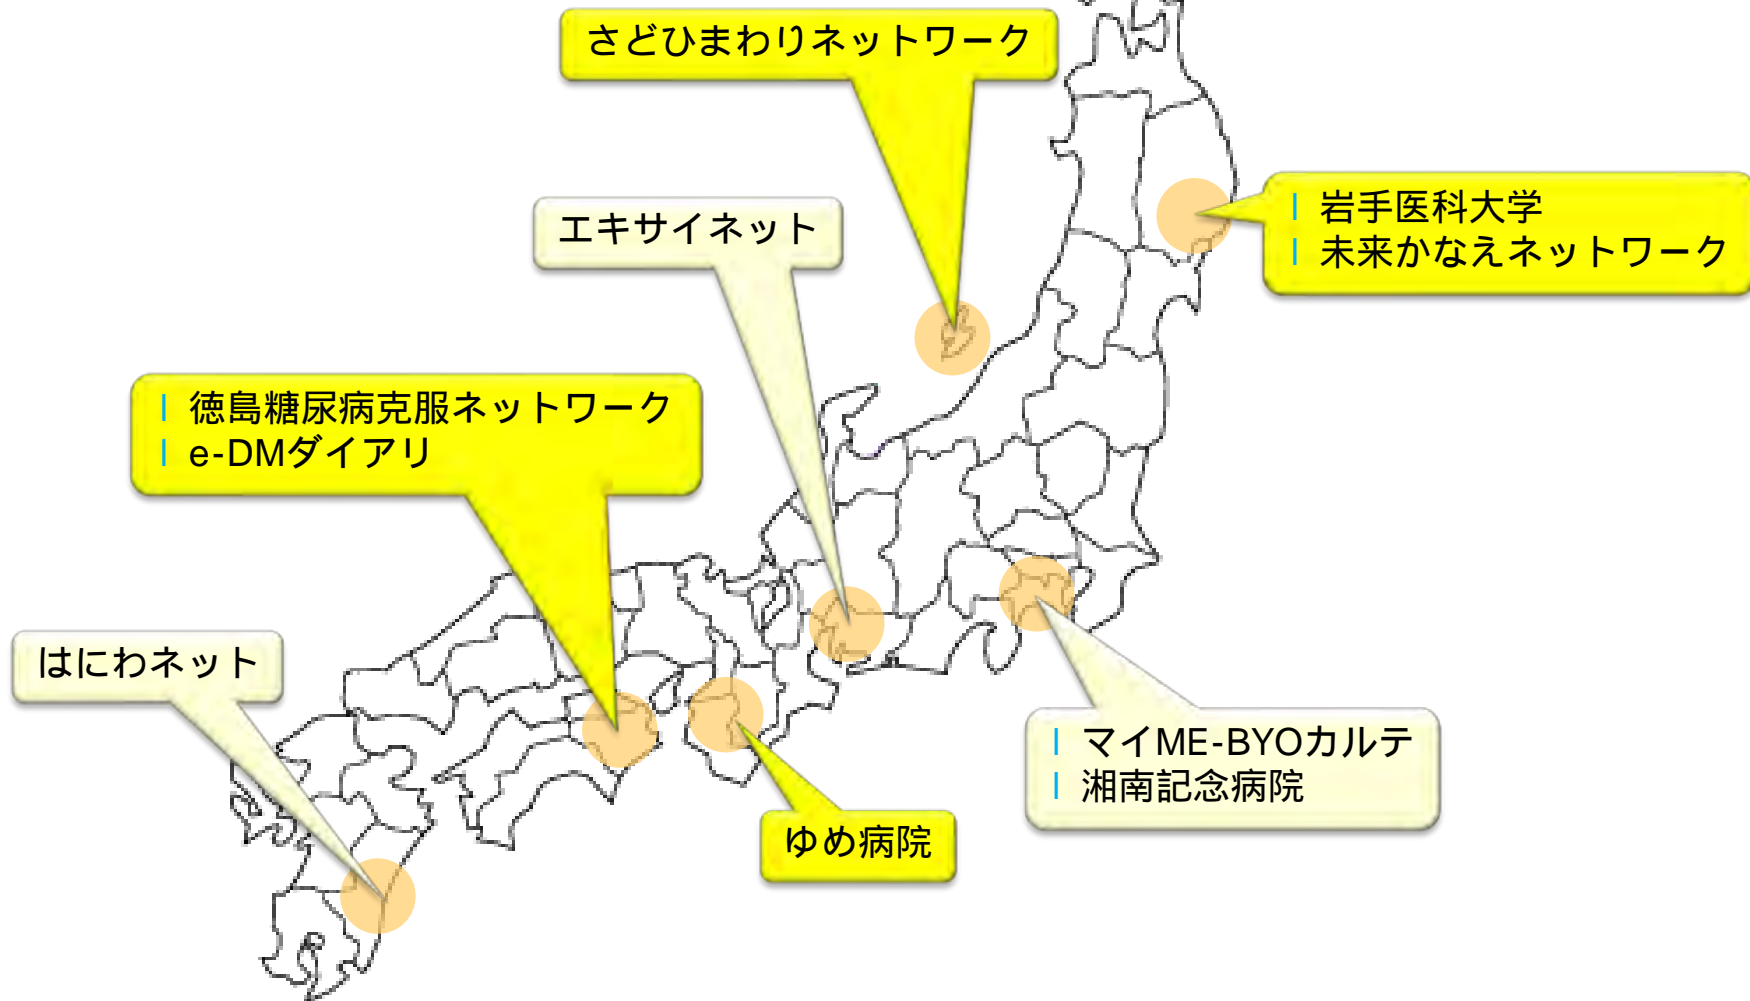 さどひまわりネットワーク
岩手医科大学
未来かなえネットワーク
エキサイネット
徳島糖尿病克服ネットワーク
e-DMダイアリ
はにわネット
マイME-BYOカルテ
湘南記念病院
ゆめ病院